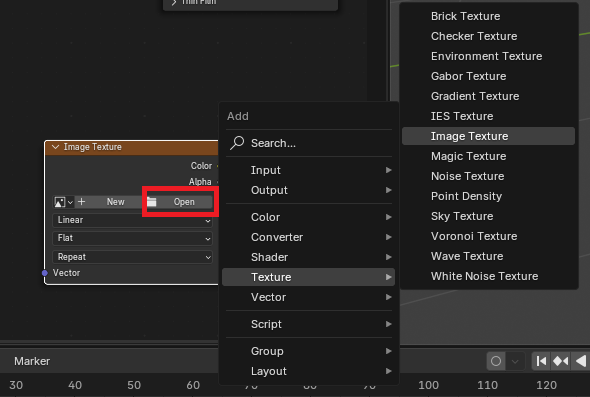 Thin Film
Image Texture
Color
Alpha
New
Open
Linear
Flat
Repeat
Vector
Add
Search...
Input
Output
Color
Converter
Shader
Texture
Vector
Script
Group
Layout
Brick Texture
Checker Texture
Environment Texture
Gabor Texture
Gradient Texture
IES Texture
Image Texture
Magic Texture
Noise Texture
Point Density
Sky Texture
Voronoi Texture
Wave Texture
White Noise Texture
Marker
30 40 50 60 70 80 90 100 110 120